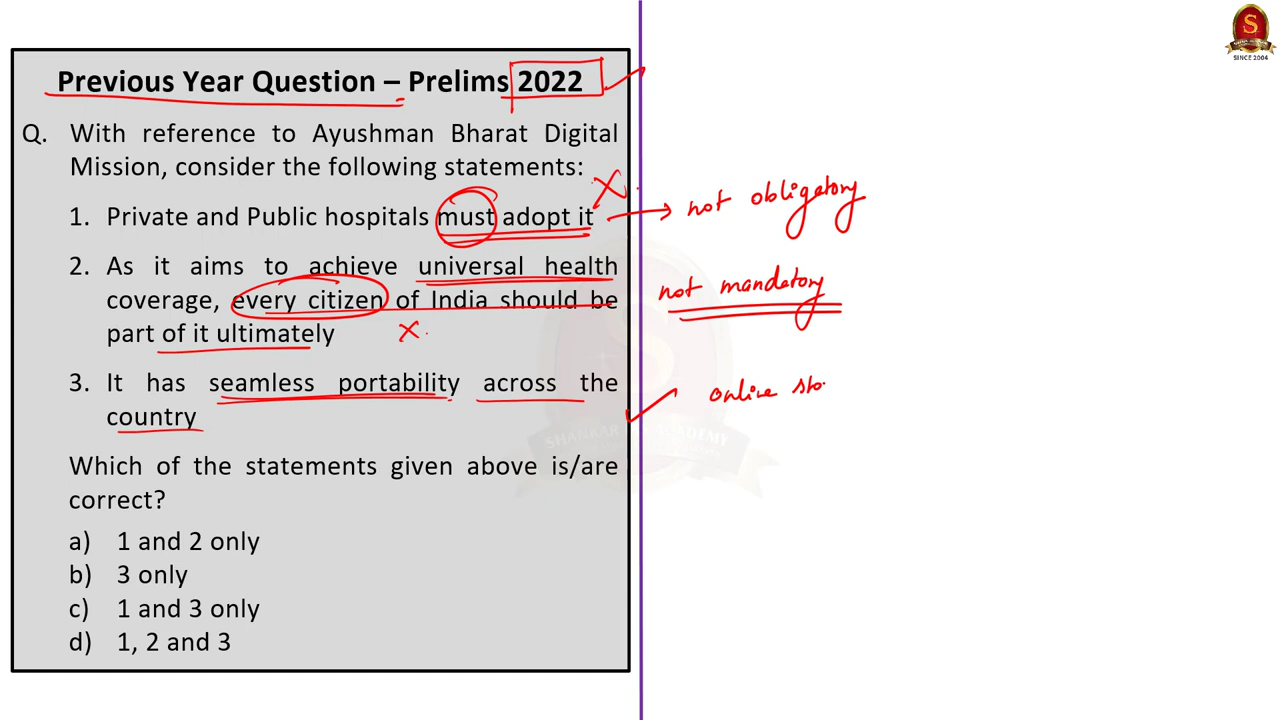 Previous Year Question – Prelims 2022
Q. With reference to Ayushman Bharat Digital
Mission, consider the following statements:
1. Private and Public hospitals must adopt it
not obligatory
2. As it aims to achieve universal health
coverage, every citizen of India should be
part of it ultimately
not mandatory
3. It has seamless portability across the
country
online sto
Which of the statements given above is/are
correct?
a) 1 and 2 only
b) 3 only
c) 1 and 3 only
d) 1, 2 and 3
S
SINCE 2004